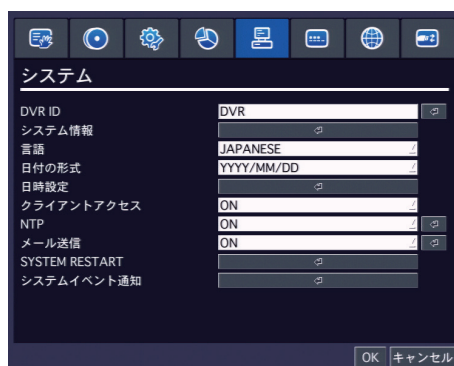 システム
DVR ID DVR
システム情報
言語 JAPANESE
日付の形式 YYYY/MM/DD
日時設定
クライアントアクセス ON
NTP ON
メール送信 ON
SYSTEM RESTART
システムイベント通知
OK キャンセル